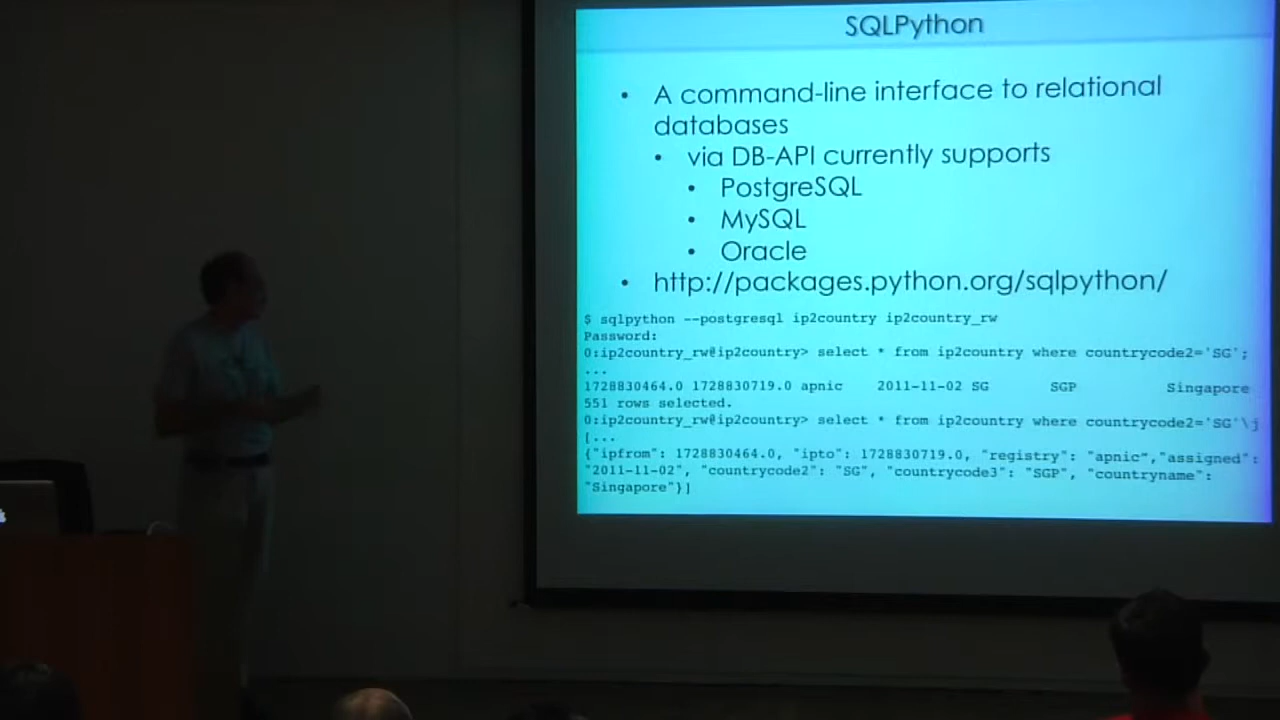 SQLPython
• A command-line interface to relational
databases
• via DB-API currently supports
• PostgreSQL
• MySQL
• Oracle
• http://packages.python.org/sqlpython/
$ sqlpython --postgresql ip2country ip2country_rw
Password:
0:ip2country_rw@ip2country> select * from ip2country where countrycode2='SG';
...
1728830464.0 1728830719.0 apnic 2011-11-02 SG SGP Singapore
551 rows selected.
0:ip2country_rw@ip2country> select * from ip2country where countrycode2='SG'\j
[...
{"ipfrom": 1728830464.0, "ipto": 1728830719.0, "registry": "apnic","assigned":
"2011-11-02", "countrycode2": "SG", "countrycode3": "SGP", "countryname":
"Singapore"}]